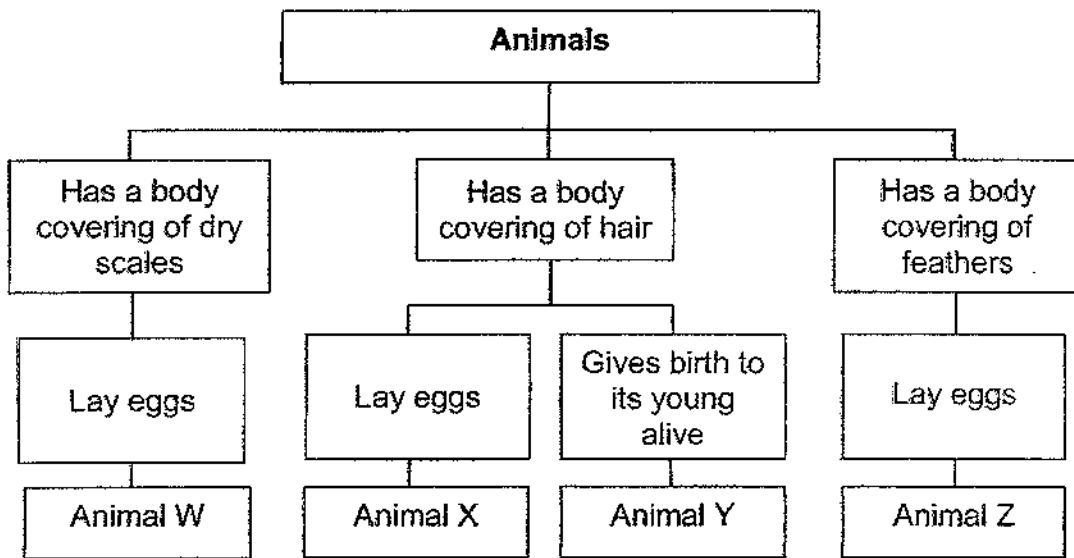 Animals
Has a body
covering of dry
scales
Has a body
covering of hair
Has a body
covering of
feathers
Lay eggs
Lay eggs
Gives birth to
its young
alive
Lay eggs
Animal W
Animal X
Animal Y
Animal Z